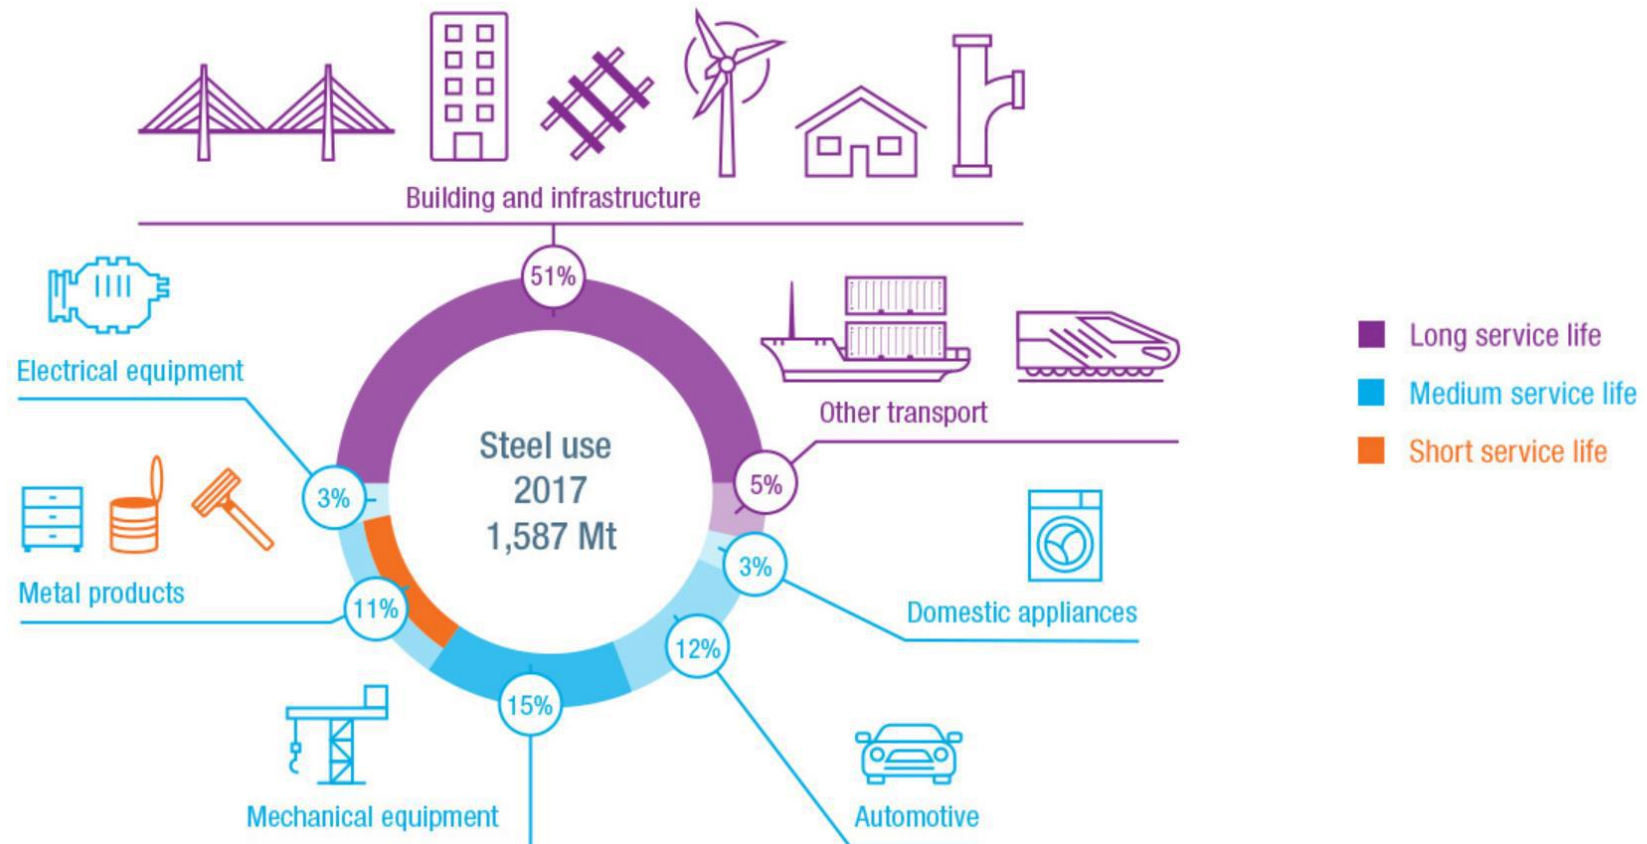 Building and infrastructure
51%
Electrical equipment
3%
Metal products
11%
Mechanical equipment
15%
Automotive
12%
Domestic appliances
3%
Other transport
5%
Steel use
2017
1,587 Mt
Long service life
Medium service life
Short service life